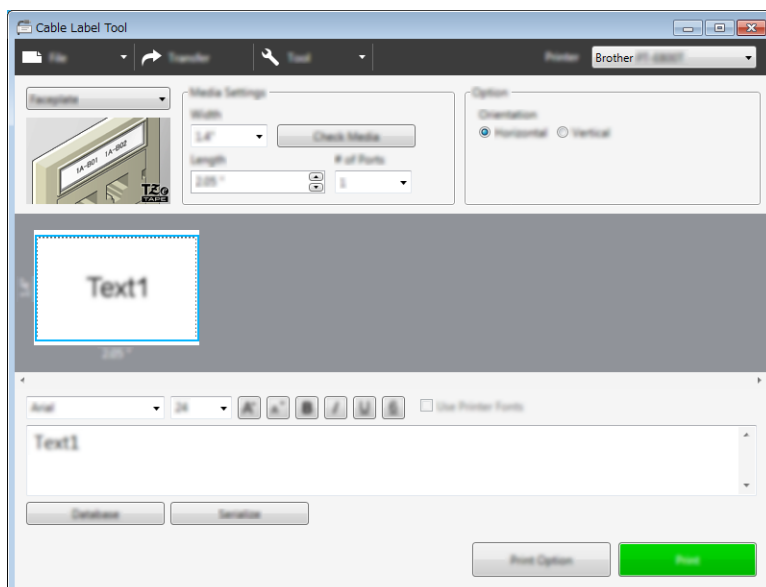 Cable Label Tool
File
Transfer
Tool
Printer
Brother
Faceplate
Media Settings
Width
1.4"
Check Media
Length
# of Ports
2.05 "
1
Option
Orientation
Horizontal
Vertical
1A-B01 1A-B02
TZe
TAPE
Text1
2.05 "
Arial
24
B
I
U
Use Printer Fonts
Text1
Database
Serialize
Print Option
Print